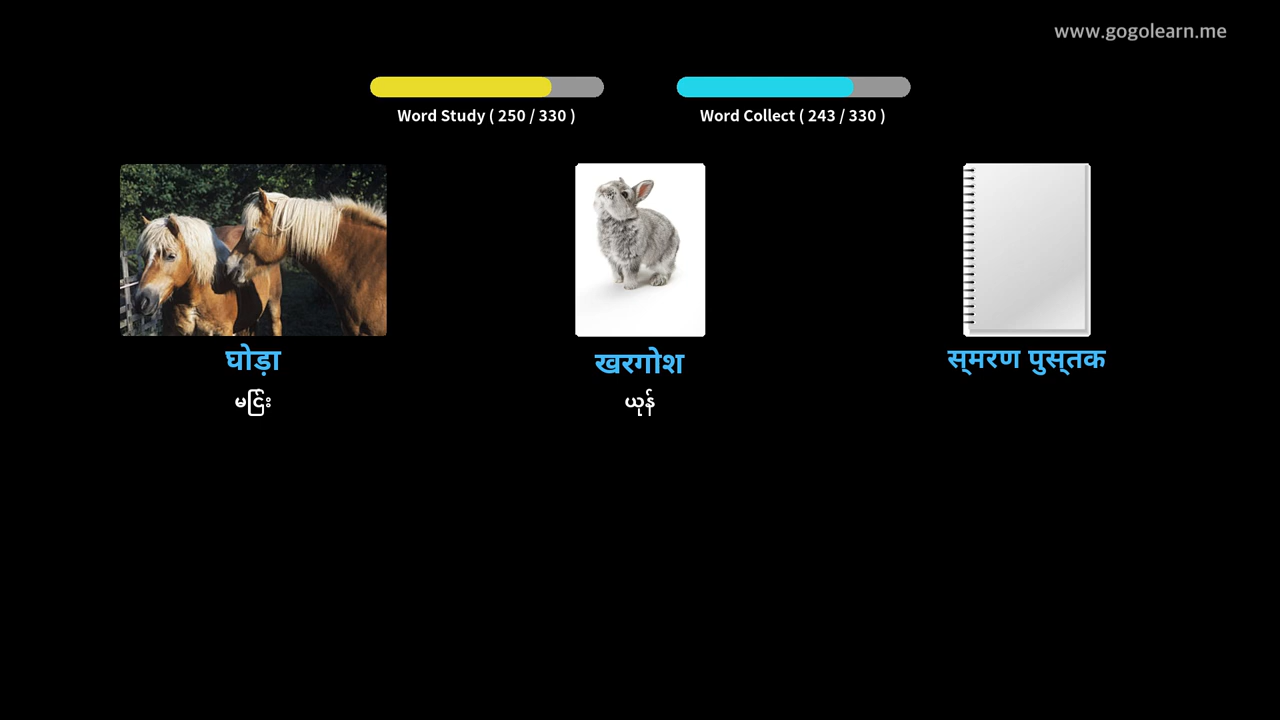 www.gogolearn.me
Word Study ( 250 / 330 )
Word Collect ( 243 / 330 )
घोड़ा
खरगोश
स्मरण पुस्तक
မင်ြး
ယုန်